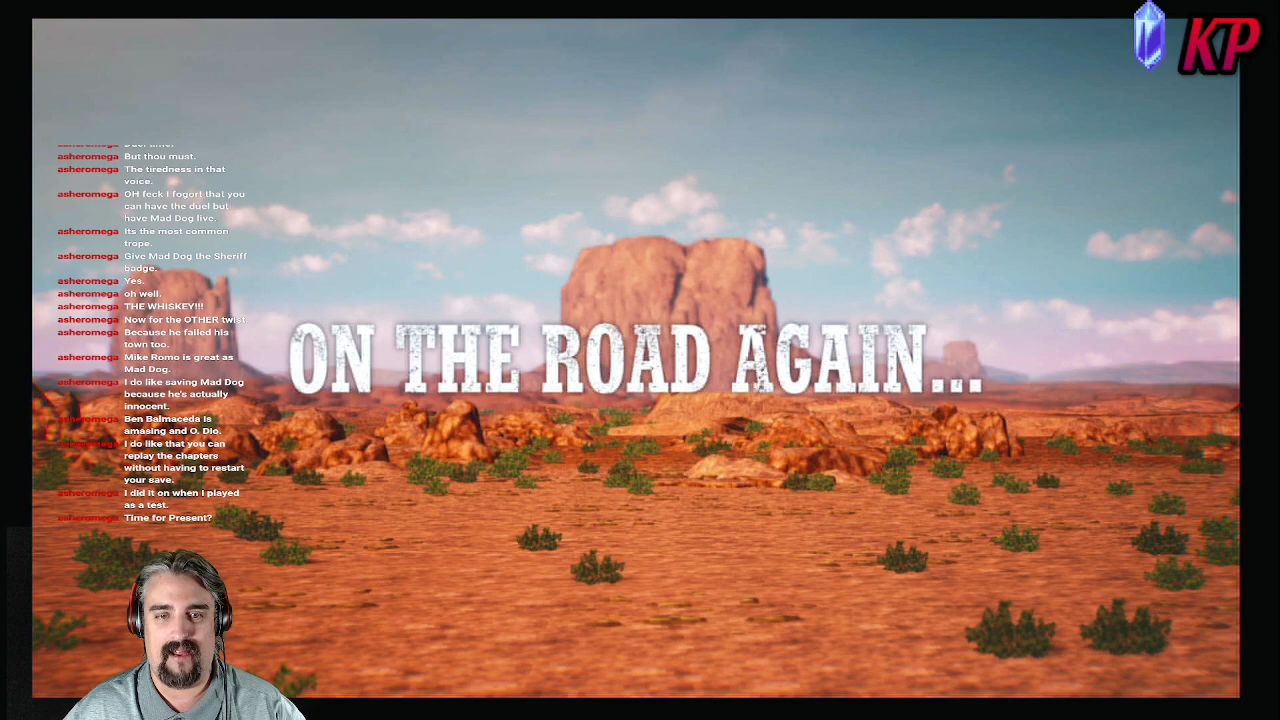 KP
asheromega But thou must.
asheromega The tiredness in that
voice.
asheromega OH feck I fogort that you
can have the duel but
have Mad Dog live.
asheromega Its the most common
trope.
asheromega Give Mad Dog the Sheriff
badge.
asheromega Yes.
asheromega oh well.
asheromega THE WHISKEY!!!
asheromega Now for the OTHER twist
asheromega Because he failed his
town too.
asheromega Mike Romo is great as
Mad Dog.
asheromega I do like saving Mad Dog
because he's actually
innocent.
asheromega Ben Balmaceda is
amasing and O. Dio.
asheromega I do like that you can
replay the chapters
without having to restart
your save.
asheromega I did it on when I played
as a test.
asheromega Time for Present?
ON THE ROAD AGAIN...